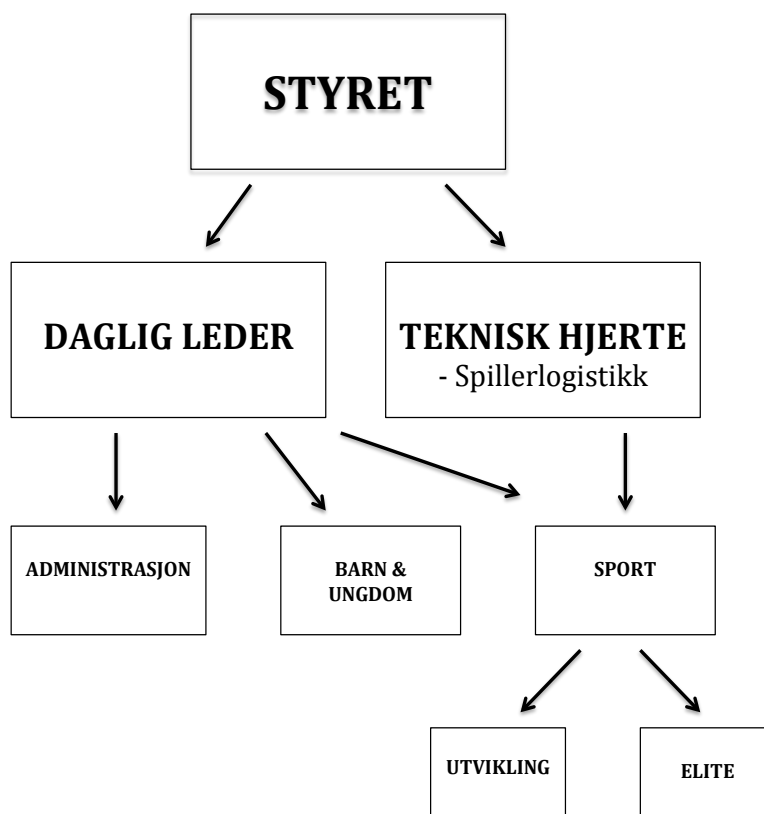 STYRET
DAGLIG LEDER
TEKNISK HJERTE
- Spillerlogistikk
ADMINISTRASJON
BARN &
UNGDOM
SPORT
UTVIKLING
ELITE